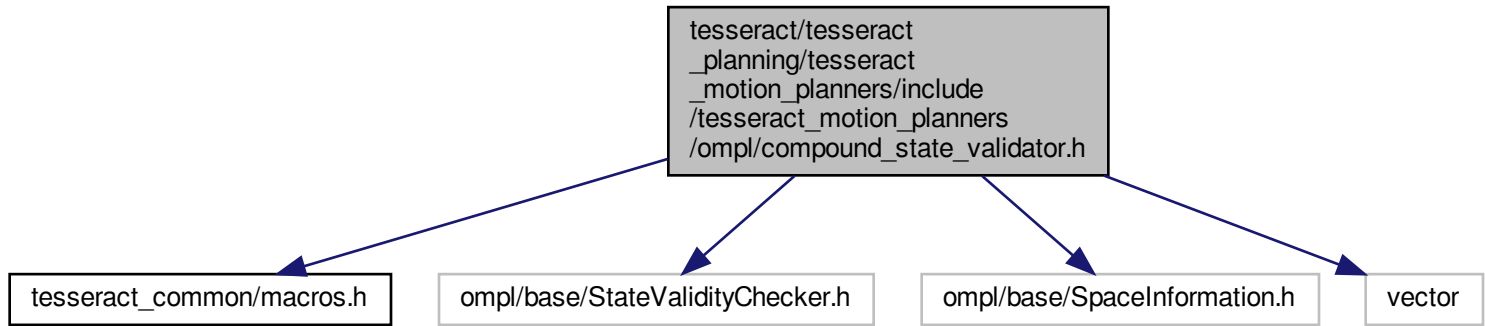 tesseract/tesseract
_planning/tesseract
_motion_planners/include
/tesseract_motion_planners
/ompl/compound_state_validator.h
tesseract_common/macros.h
ompl/base/StateValidityChecker.h
ompl/base/SpaceInformation.h
vector